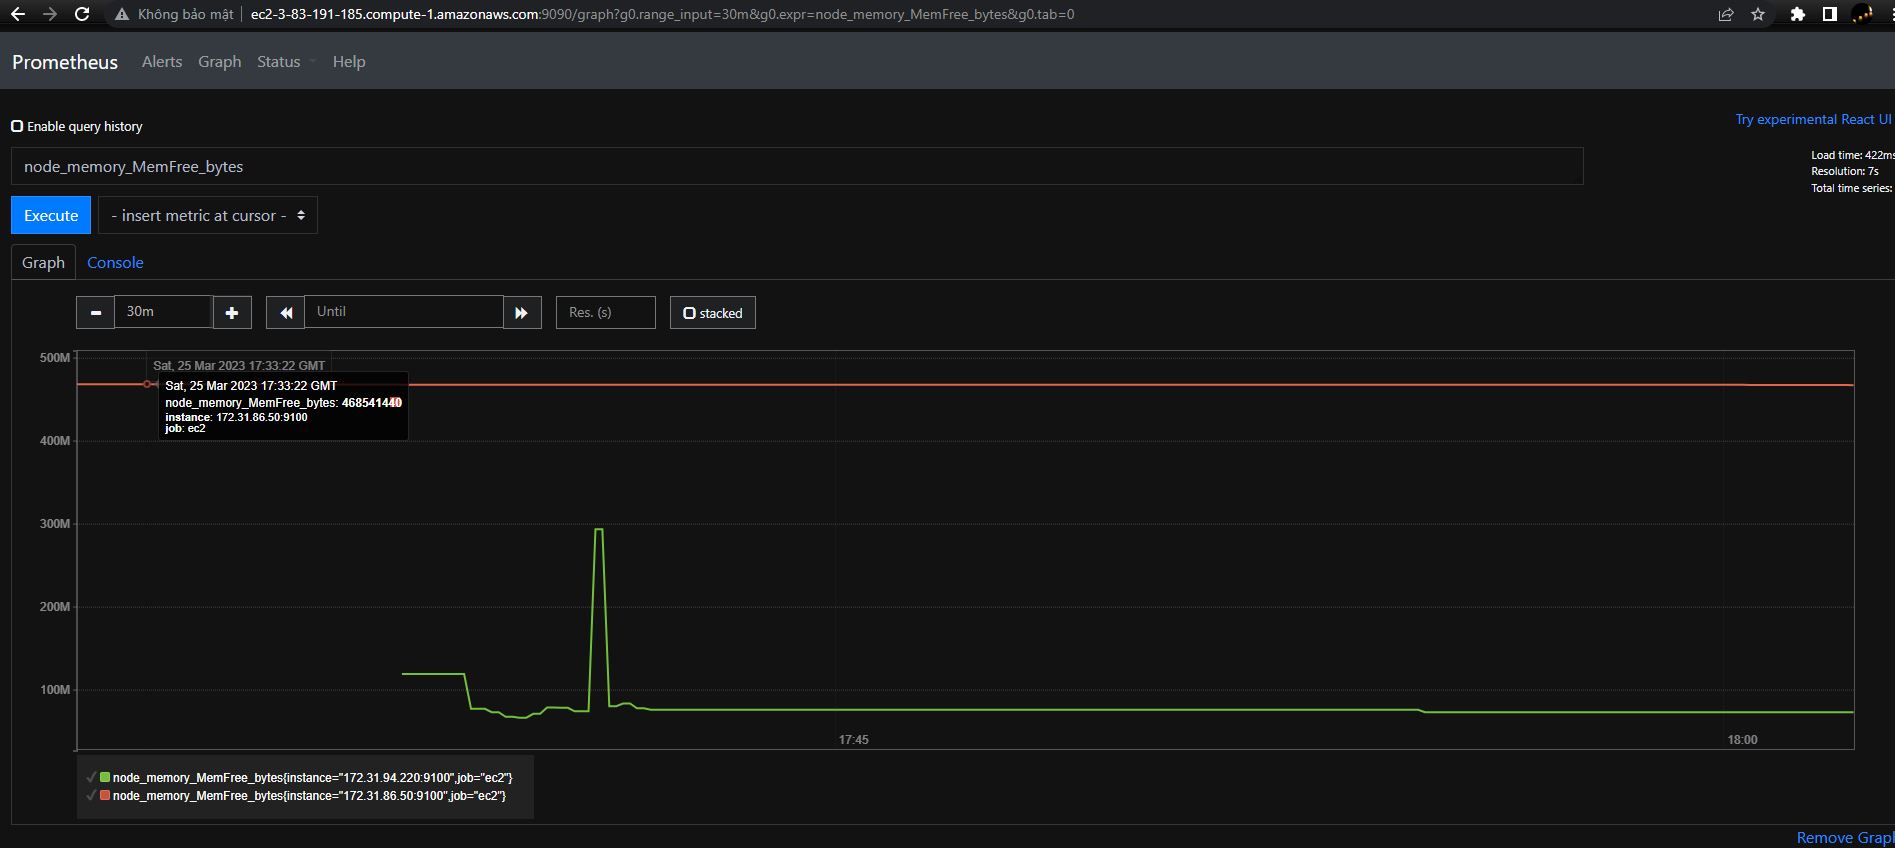 Không bảo mật ec2-3-83-191-185.compute-1.amazonaws.com:9090/graph?g0.range_input=30m&g0.expr=node_memory_MemFree_bytes&g0.tab=0
Prometheus Alerts Graph Status Help
Enable query history
Try experimental React UI
node_memory_MemFree_bytes
Load time: 422ms
Resolution: 7s
Total time series:
Execute - insert metric at cursor -
Graph Console
30m Until Res. (s) stacked
500M
Sat, 25 Mar 2023 17:33:22 GMT
Sat, 25 Mar 2023 17:33:22 GMT
node_memory_MemFree_bytes: 468541440
instance: 172.31.86.50:9100
job: ec2
400M
300M
200M
100M
17:45 18:00
node_memory_MemFree_bytes{instance="172.31.94.220:9100",job="ec2"}
node_memory_MemFree_bytes{instance="172.31.86.50:9100",job="ec2"}
Remove Graph